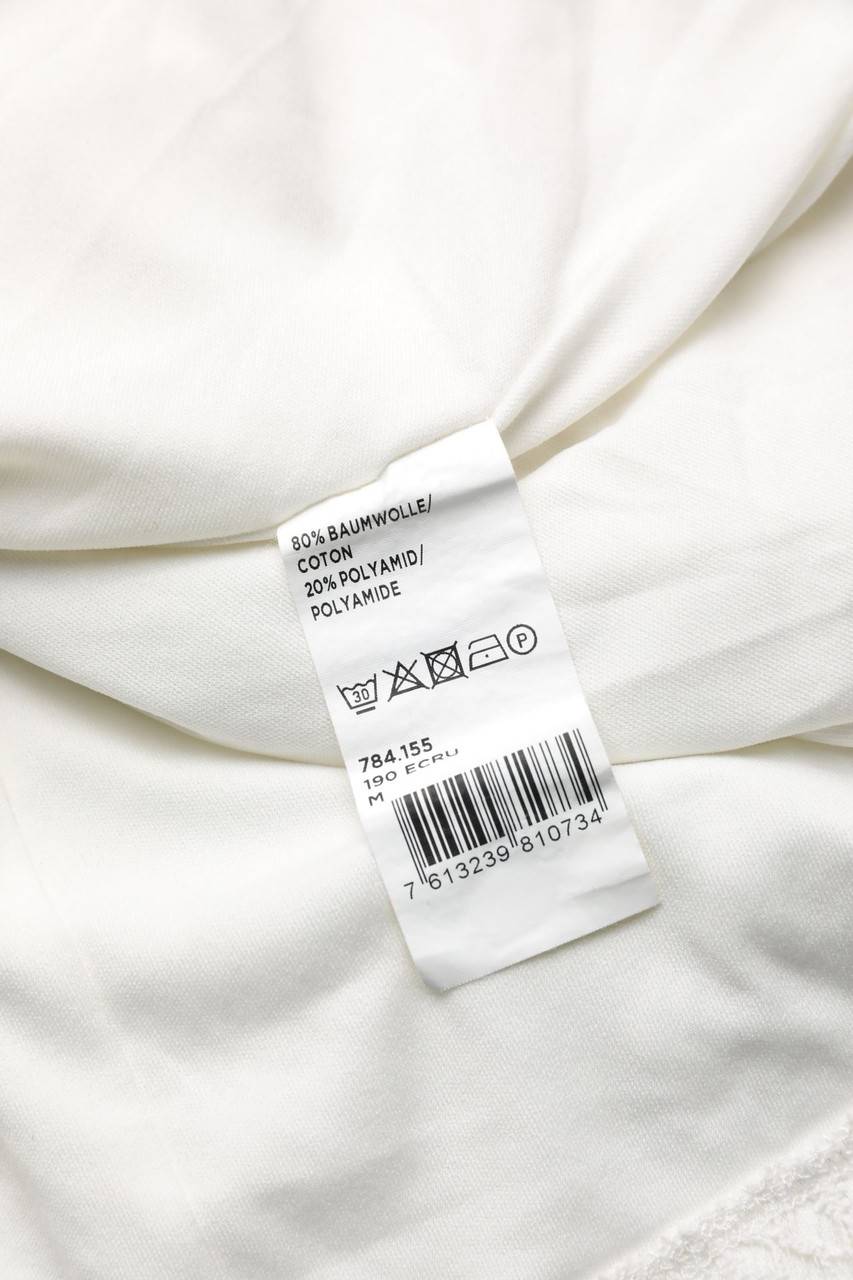 80% BAUMWOLLE/
COTON
20% POLYAMID/
POLYAMIDE
30 P
784.155
190 ECRU
M
7 613239 810734